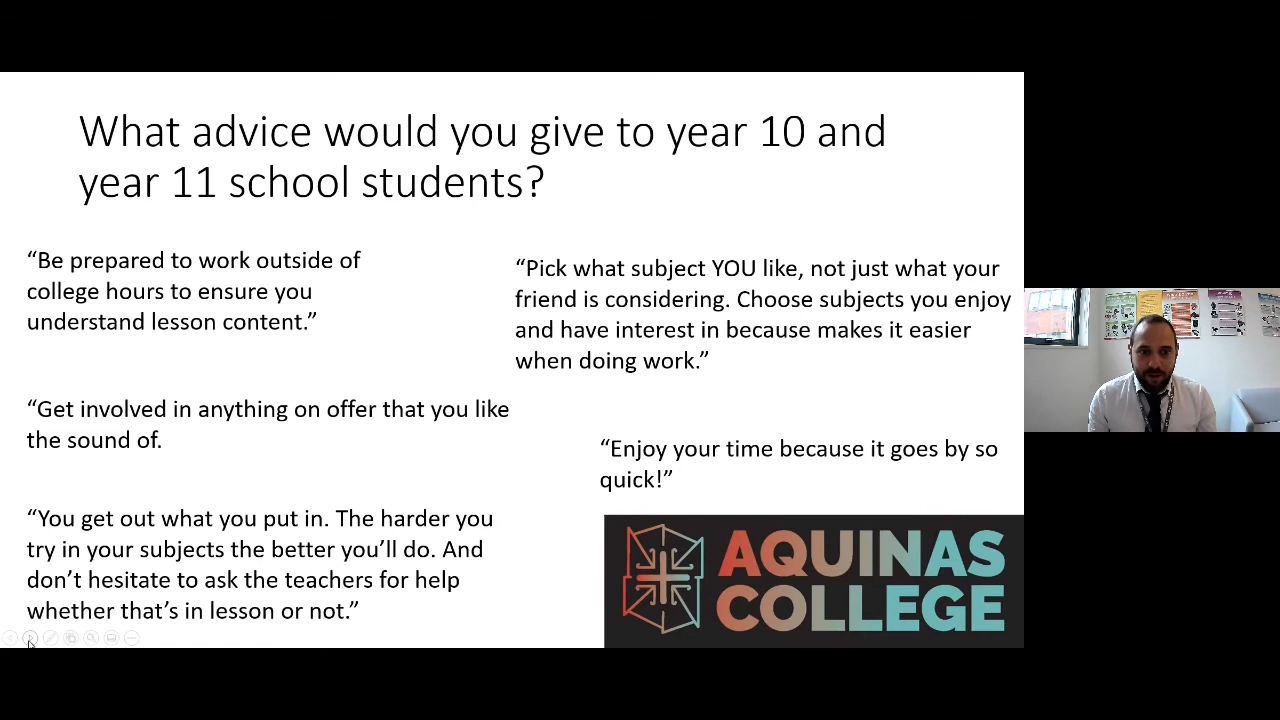 What advice would you give to year 10 and
year 11 school students?
“Be prepared to work outside of
college hours to ensure you
understand lesson content.”
“Pick what subject YOU like, not just what your
friend is considering. Choose subjects you enjoy
and have interest in because makes it easier
when doing work.”
“Get involved in anything on offer that you like
the sound of.
“Enjoy your time because it goes by so
quick!”
“You get out what you put in. The harder you
try in your subjects the better you’ll do. And
don’t hesitate to ask the teachers for help
whether that’s in lesson or not.”
AQUINAS
COLLEGE